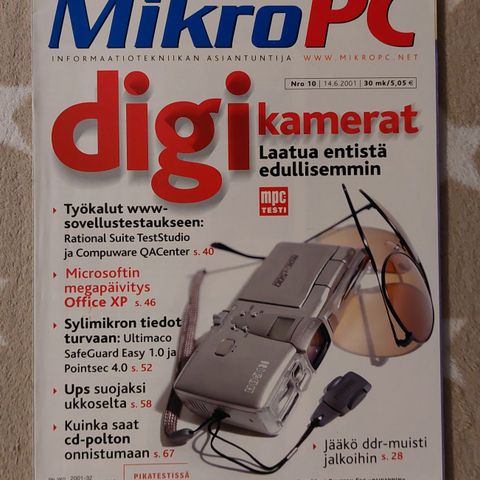 MikroPC
INFORMAATIOTEKNIIKAN ASIANTUNTIJA WWW.MIKROPC.NET
Nro 10 | 14.6.2001 | 30 mk/5,05 €
digi kamerat
Laatua entistä
edullisemmin
mpc
TESTI
Työkalut www-
sovellustestaukseen:
Rational Suite TestStudio
ja Compuware QACenter s. 40
Microsoftin
megapäivitys
Office XP s. 46
Sylimikron tiedot
turvaan: Ultimaco
SafeGuard Easy 1.0 ja
Pointsec 4.0 s. 52
Ups suojaksi
ukkoselta s. 58
Kuinka saat
cd-polton
onnistumaan s. 67
Jääkö ddr-muisti
jalkoihin s. 28
2001-32
PIKATESTISSÄ